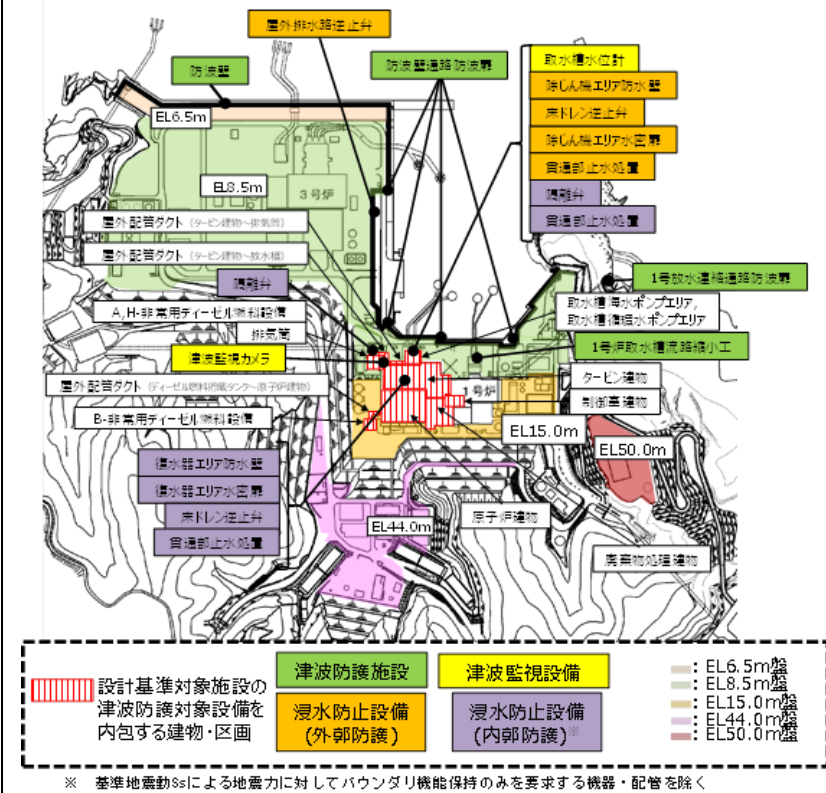 屋外排水路逆止弁
防波壁
防波壁通路防波扉
取水槽水位計
除じん機エリア防水壁
床ドレン逆止弁
除じん機エリア水密扉
貫通部止水処置
隔離弁
貫通部止水処置
EL6.5m
EL8.5m
3号炉
屋外配管ダクト(タービン建物~排気筒)
屋外配管ダクト(タービン建物~放水槽)
隔離弁
A,H-非常用ディーゼル燃料設備
排気筒
津波監視カメラ
屋外配管ダクト(ディーゼル燃料貯蔵タンク~原子炉建物)
B-非常用ディーゼル燃料設備
1号放水連絡通路防波扉
取水槽海水ポンプエリア,
取水槽循環水ポンプエリア
1号炉取水槽流路縮小工
タービン建物
1号炉
制御室建物
EL15.0m
EL50.0m
復水器エリア防水壁
復水器エリア水密扉
床ドレン逆止弁
貫通部止水処置
EL44.0m
原子炉建物
廃棄物処理建物
設計基準対象施設の
津波防護対象設備を
内包する建物・区画
津波防護施設
津波監視設備
浸水防止設備
(外郭防護)
浸水防止設備
(内郭防護)※
: EL6.5m盤
: EL8.5m盤
: EL15.0m盤
: EL44.0m盤
: EL50.0m盤
※ 基準地震動Ssによる地震力に対してバウンダリ機能保持のみを要求する機器・配管を除く